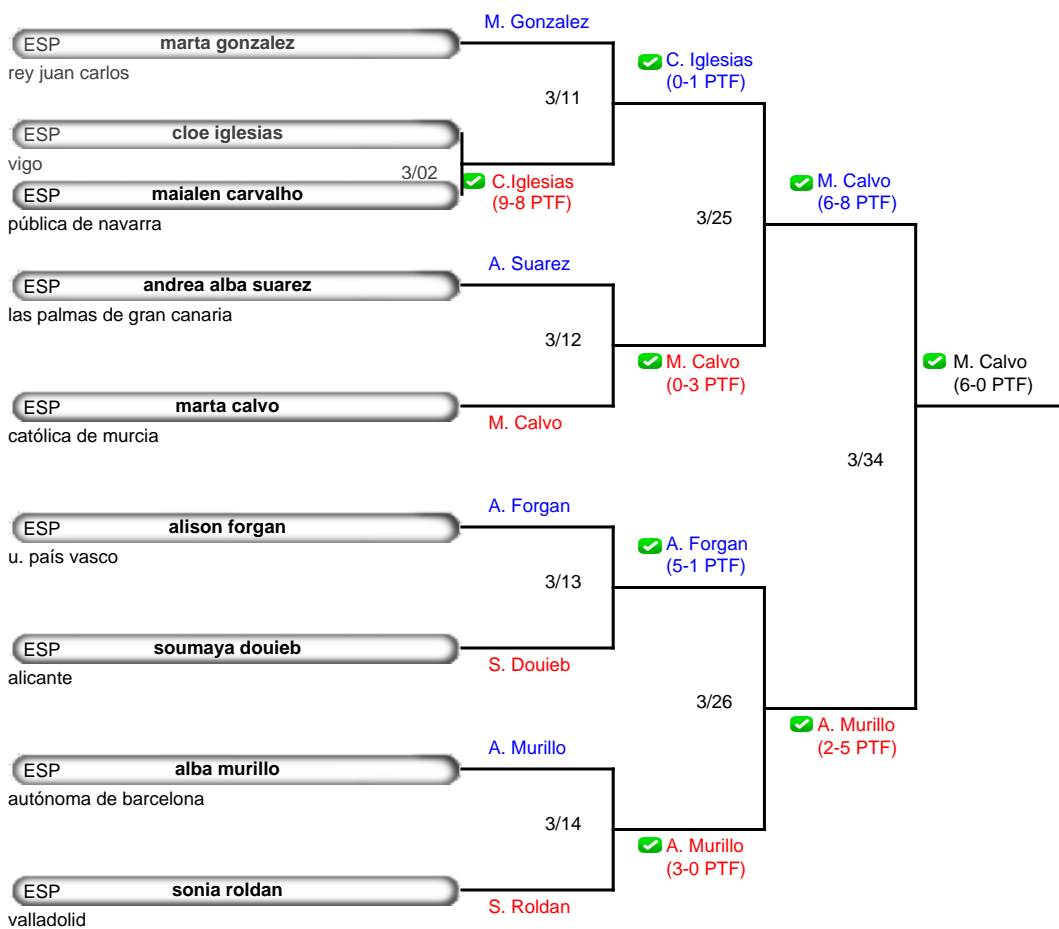 M. Gonzalez
ESP marta gonzalez
rey juan carlos
C. Iglesias
(0-1 PTF)
3/11
ESP cloe iglesias
vigo
3/02
C.Iglesias
(9-8 PTF)
ESP maialen carvalho
pública de navarra
M. Calvo
(6-8 PTF)
3/25
A. Suarez
ESP andrea alba suarez
las palmas de gran canaria
3/12
M. Calvo
(0-3 PTF)
M. Calvo
(6-0 PTF)
ESP marta calvo
M. Calvo
católica de murcia
3/34
A. Forgan
ESP alison forgan
u. país vasco
A. Forgan
(5-1 PTF)
3/13
ESP soumaya douieb
S. Douieb
alicante
3/26
A. Murillo
(2-5 PTF)
A. Murillo
ESP alba murillo
autónoma de barcelona
3/14
A. Murillo
(3-0 PTF)
ESP sonia roldan
S. Roldan
valladolid